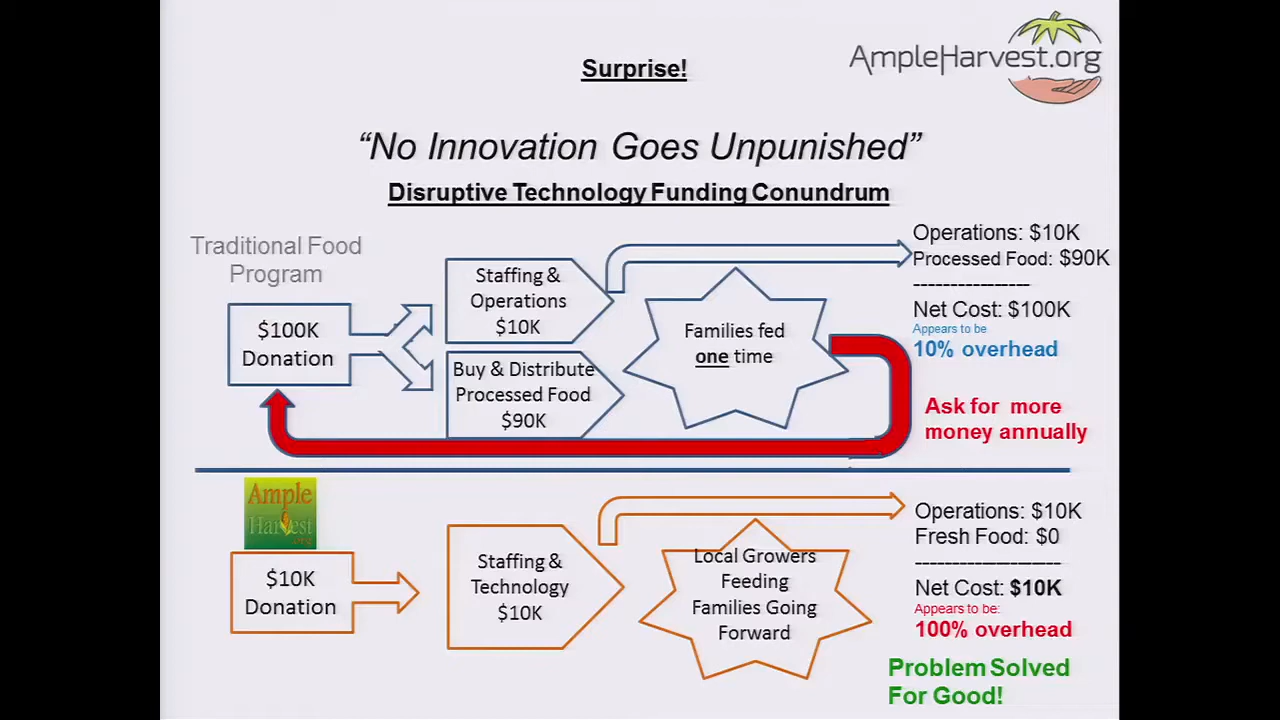 AmpleHarvest.org
Surprise!
“No Innovation Goes Unpunished”
Disruptive Technology Funding Conundrum
Traditional Food
Program
$100K
Donation
Staffing &
Operations
$10K
Buy & Distribute
Processed Food
$90K
Families fed
one time
Operations: $10K
Processed Food: $90K
----------------
Net Cost: $100K
Appears to be
10% overhead
Ask for more
money annually
Ample
Harvest
.org
$10K
Donation
Staffing &
Technology
$10K
Local Growers
Feeding
Families Going
Forward
Operations: $10K
Fresh Food: $0
--------------------
Net Cost: $10K
Appears to be:
100% overhead
Problem Solved
For Good!